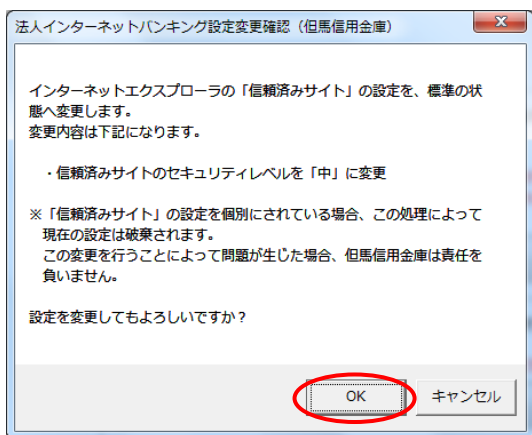 法人インターネットバンキング設定変更確認（但馬信用金庫）
インターネットエクスプローラの「信頼済みサイト」の設定を、標準の状
態へ変更します。
変更内容は下記になります。
・信頼済みサイトのセキュリティレベルを「中」に変更
※「信頼済みサイト」の設定を個別にされている場合、この処理によって
現在の設定は破棄されます。
この変更を行うことによって問題が生じた場合、但馬信用金庫は責任を
負いません。
設定を変更してもよろしいですか？
OK キャンセル